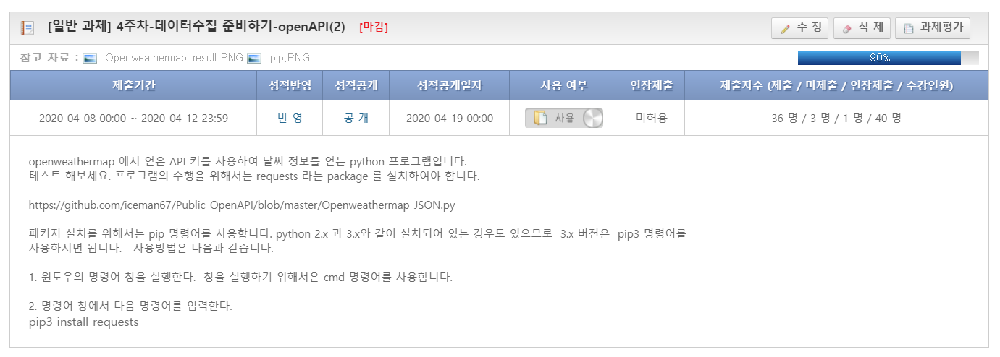 [일반 과제] 4주차-데이터수집 준비하기-openAPI(2) [마감]
수 정 삭 제 과제평가
참고 자료 : Openweathermap_result.PNG pip.PNG
90%
제출기간 성적반영 성적공개 성적공개일자 사용 여부 연장제출 제출자수 (제출 / 미제출 / 연장제출 / 수강인원)
2020-04-08 00:00 ~ 2020-04-12 23:59 반 영 공 개 2020-04-19 00:00 사용 미허용 36 명 / 3 명 / 1 명 / 40 명
openweathermap 에서 얻은 API 키를 사용하여 날씨 정보를 얻는 python 프로그램입니다.
테스트 해보세요. 프로그램의 수행을 위해서는 requests 라는 package 를 설치하여야 합니다.
https://github.com/iceman67/Public_OpenAPI/blob/master/Openweathermap_JSON.py
패키지 설치를 위해서는 pip 명령어를 사용합니다. python 2.x 과 3.x와 같이 설치되어 있는 경우도 있으므로 3.x 버젼은 pip3 명령어를
사용하시면 됩니다. 사용방법은 다음과 같습니다.
1. 윈도우의 명령어 창을 실행한다. 창을 실행하기 위해서은 cmd 명령어를 사용합니다.
2. 명령어 창에서 다음 명령어를 입력한다.
pip3 install requests